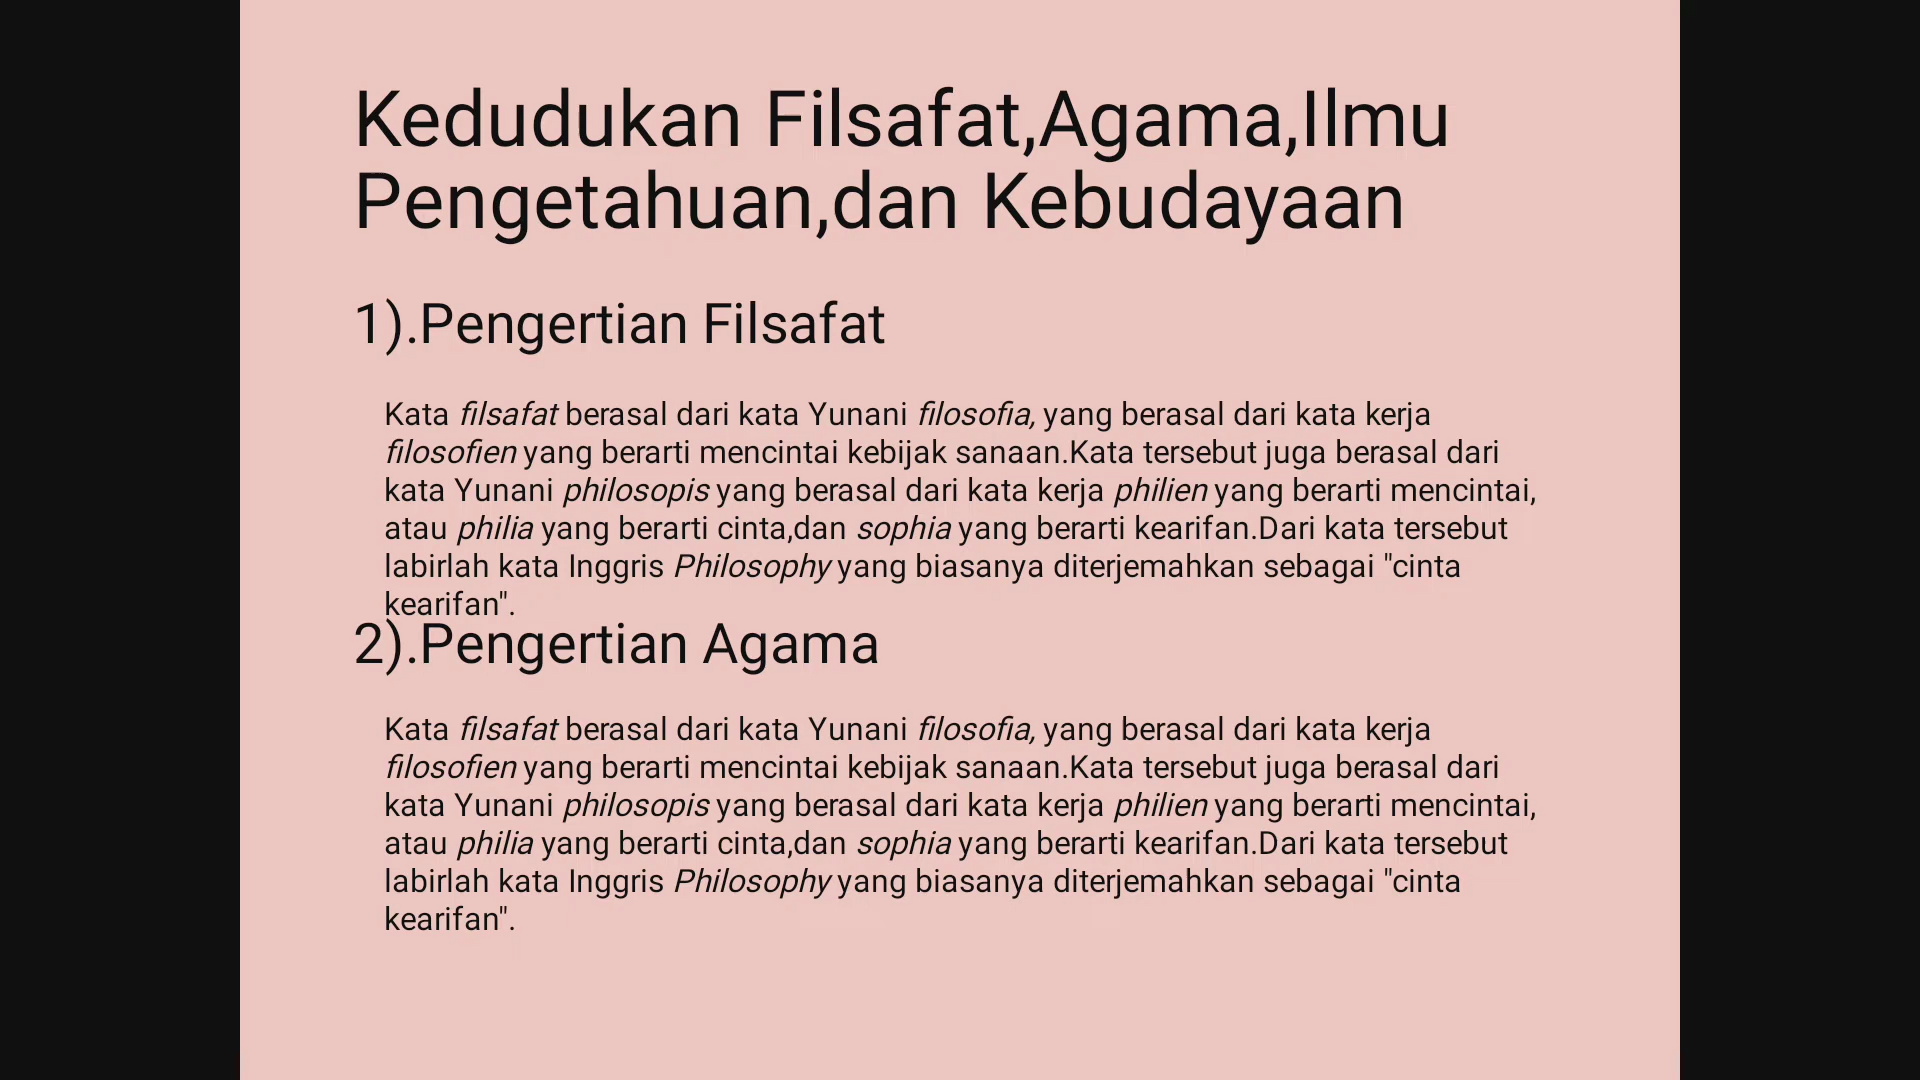 Kedudukan Filsafat,Agama,Ilmu
Pengetahuan,dan Kebudayaan
1).Pengertian Filsafat
Kata filsafat berasal dari kata Yunani filosofia, yang berasal dari kata kerja
filosofien yang berarti mencintai kebijak sanaan.Kata tersebut juga berasal dari
kata Yunani philosopis yang berasal dari kata kerja philien yang berarti mencintai,
atau philia yang berarti cinta,dan sophia yang berarti kearifan.Dari kata tersebut
labirlah kata Inggris Philosophy yang biasanya diterjemahkan sebagai "cinta
kearifan".
2).Pengertian Agama
Kata filsafat berasal dari kata Yunani filosofia, yang berasal dari kata kerja
filosofien yang berarti mencintai kebijak sanaan.Kata tersebut juga berasal dari
kata Yunani philosopis yang berasal dari kata kerja philien yang berarti mencintai,
atau philia yang berarti cinta,dan sophia yang berarti kearifan.Dari kata tersebut
labirlah kata Inggris Philosophy yang biasanya diterjemahkan sebagai "cinta
kearifan".